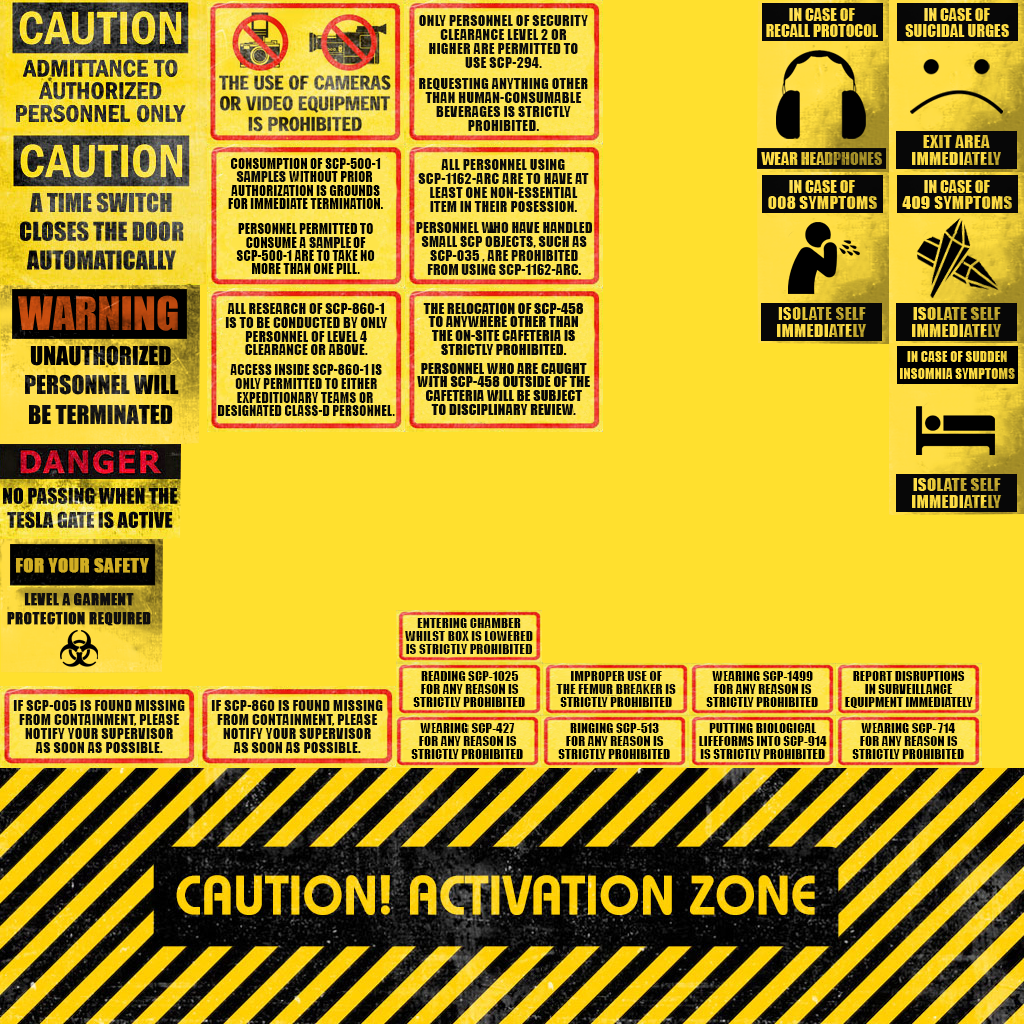 CAUTION
ADMITTANCE TO
AUTHORIZED
PERSONNEL ONLY
CAUTION
A TIME SWITCH
CLOSES THE DOOR
AUTOMATICALLY
WARNING
UNAUTHORIZED
PERSONNEL WILL
BE TERMINATED
DANGER
NO PASSING WHEN THE
TESLA GATE IS ACTIVE
FOR YOUR SAFETY
LEVEL A GARMENT
PROTECTION REQUIRED
THE USE OF CAMERAS
OR VIDEO EQUIPMENT
IS PROHIBITED
ONLY PERSONNEL OF SECURITY
CLEARANCE LEVEL 2 OR
HIGHER ARE PERMITTED TO
USE SCP-294.
REQUESTING ANYTHING OTHER
THAN HUMAN-CONSUMABLE
BEVERAGES IS STRICTLY
PROHIBITED.
CONSUMPTION OF SCP-500-1
SAMPLES WITHOUT PRIOR
AUTHORIZATION IS GROUNDS
FOR IMMEDIATE TERMINATION.
PERSONNEL PERMITTED TO
CONSUME A SAMPLE OF
SCP-500-1 ARE TO TAKE NO
MORE THAN ONE PILL.
ALL PERSONNEL USING
SCP-1162-ARC ARE TO HAVE AT
LEAST ONE NON-ESSENTIAL
ITEM IN THEIR POSESSION.
PERSONNEL WHO HAVE HANDLED
SMALL SCP OBJECTS, SUCH AS
SCP-035 , ARE PROHIBITED
FROM USING SCP-1162-ARC.
ALL RESEARCH OF SCP-860-1
IS TO BE CONDUCTED BY ONLY
PERSONNEL OF LEVEL 4
CLEARANCE OR ABOVE.
ACCESS INSIDE SCP-860-1 IS
ONLY PERMITTED TO EITHER
EXPEDITIONARY TEAMS OR
DESIGNATED CLASS-D PERSONNEL.
THE RELOCATION OF SCP-458
TO ANYWHERE OTHER THAN
THE ON-SITE CAFETERIA IS
STRICTLY PROHIBITED.
PERSONNEL WHO ARE CAUGHT
WITH SCP-458 OUTSIDE OF THE
CAFETERIA WILL BE SUBJECT
TO DISCIPLINARY REVIEW.
IN CASE OF
RECALL PROTOCOL
WEAR HEADPHONES
IN CASE OF
SUICIDAL URGES
EXIT AREA
IMMEDIATELY
IN CASE OF
008 SYMPTOMS
ISOLATE SELF
IMMEDIATELY
IN CASE OF
409 SYMPTOMS
ISOLATE SELF
IMMEDIATELY
IN CASE OF SUDDEN
INSOMNIA SYMPTOMS
ISOLATE SELF
IMMEDIATELY
ENTERING CHAMBER
WHILST BOX IS LOWERED
IS STRICTLY PROHIBITED
READING SCP-1025
FOR ANY REASON IS
STRICTLY PROHIBITED
IMPROPER USE OF
THE FEMUR BREAKER IS
STRICTLY PROHIBITED
WEARING SCP-1499
FOR ANY REASON IS
STRICTLY PROHIBITED
REPORT DISRUPTIONS
IN SURVEILLANCE
EQUIPMENT IMMEDIATELY
IF SCP-005 IS FOUND MISSING
FROM CONTAINMENT, PLEASE
NOTIFY YOUR SUPERVISOR
AS SOON AS POSSIBLE.
IF SCP-860 IS FOUND MISSING
FROM CONTAINMENT, PLEASE
NOTIFY YOUR SUPERVISOR
AS SOON AS POSSIBLE.
WEARING SCP-427
FOR ANY REASON IS
STRICTLY PROHIBITED
RINGING SCP-513
FOR ANY REASON IS
STRICTLY PROHIBITED
PUTTING BIOLOGICAL
LIFEFORMS INTO SCP-914
IS STRICTLY PROHIBITED
WEARING SCP-714
FOR ANY REASON IS
STRICTLY PROHIBITED
CAUTION! ACTIVATION ZONE